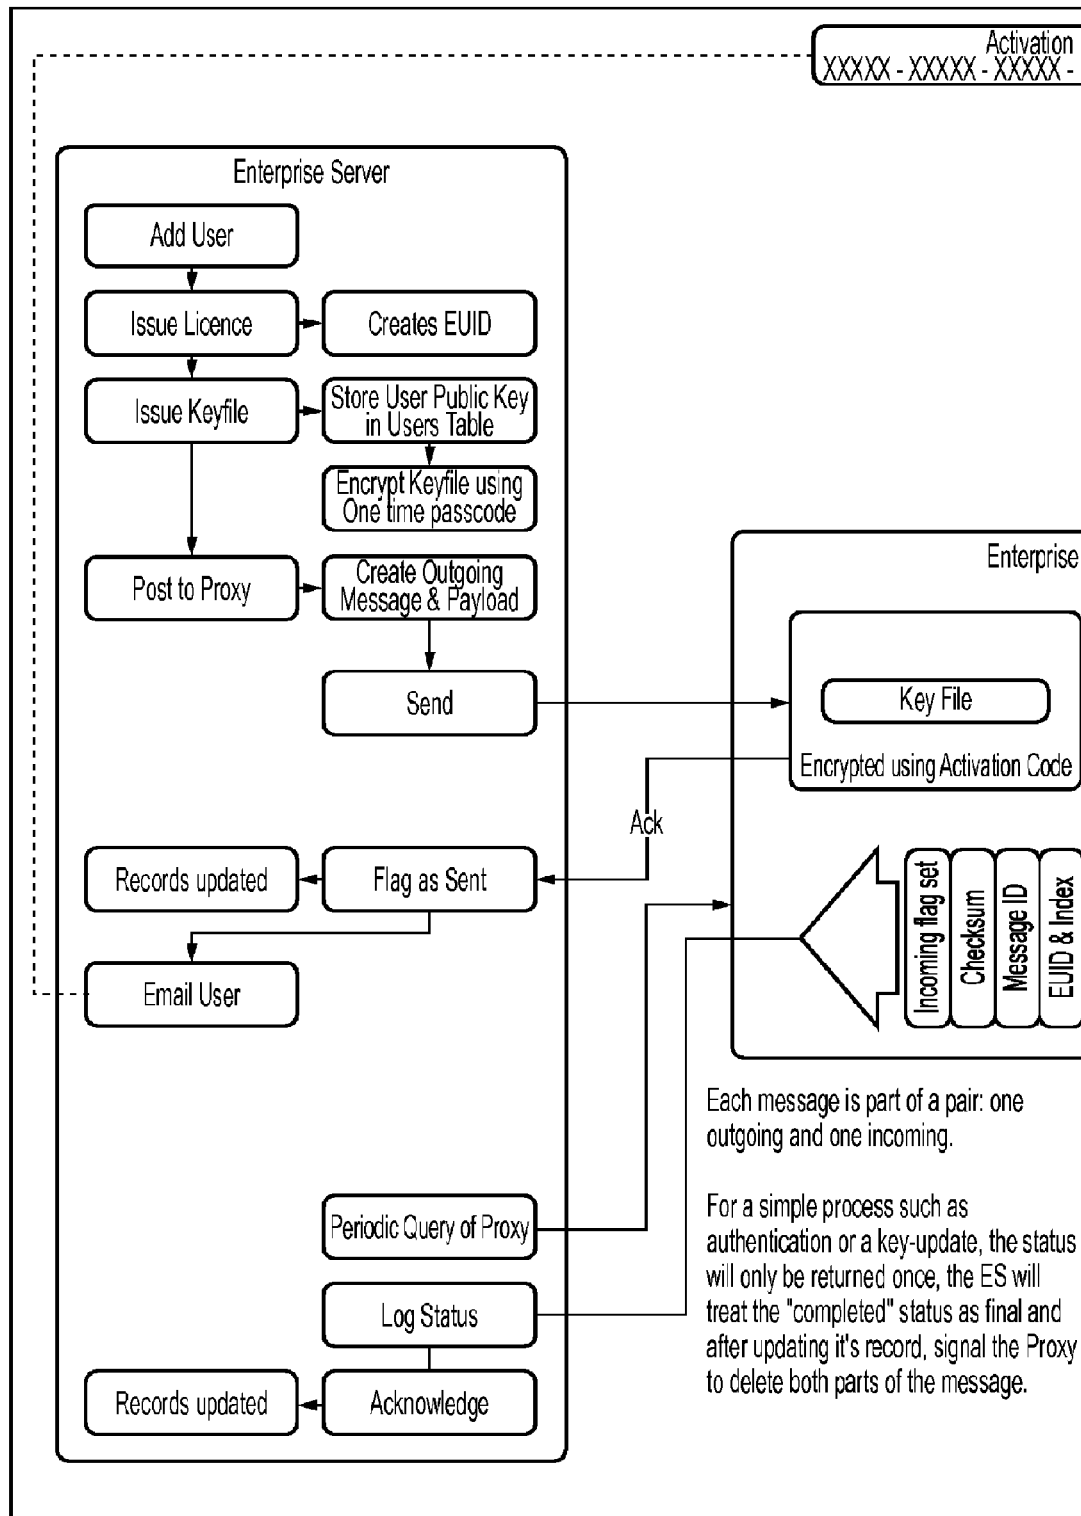 Activation
XXXXX - XXXXX - XXXXX -
Enterprise Server
Add User
Issue Licence
Creates EUID
Issue Keyfile
Store User Public Key
in Users Table
Encrypt Keyfile using
One time passcode
Post to Proxy
Create Outgoing
Message & Payload
Send
Enterprise
Key File
Encrypted using Activation Code
Ack
Records updated
Flag as Sent
Email User
Incoming flag set
Checksum
Message ID
EUID & Index
Each message is part of a pair: one
outgoing and one incoming.
For a simple process such as
authentication or a key-update, the status
will only be returned once, the ES will
treat the "completed" status as final and
after updating it's record, signal the Proxy
to delete both parts of the message.
Periodic Query of Proxy
Log Status
Records updated
Acknowledge